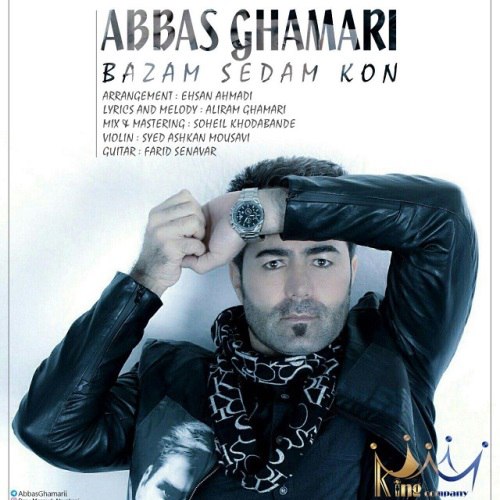 ABBAS GHAMARI
BAZAM SEDAM KON
ARRANGEMENT : EHSAN AHMADI
LYRICS AND MELODY : ALIRAM GHAMARI
MIX & MASTERING : SOHEIL KHODABANDE
VIOLIN : SYED ASHKAN MOUSAVI
GUITAR : FARID SENAVAR
King
company
AbbasGhamarii